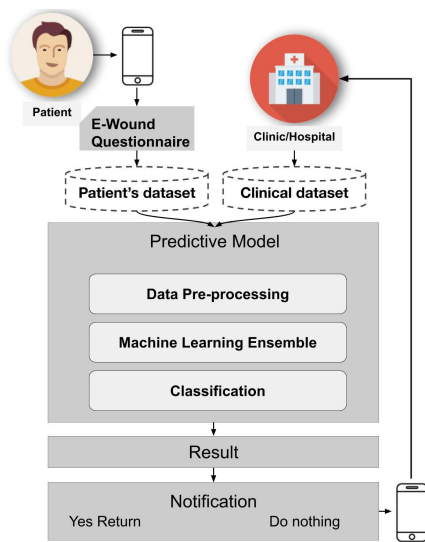 Patient
E-Wound
Questionnaire
Clinic/Hospital
Patient's dataset
Clinical dataset
Predictive Model
Data Pre-processing
Machine Learning Ensemble
Classification
Result
Notification
Yes Return
Do nothing